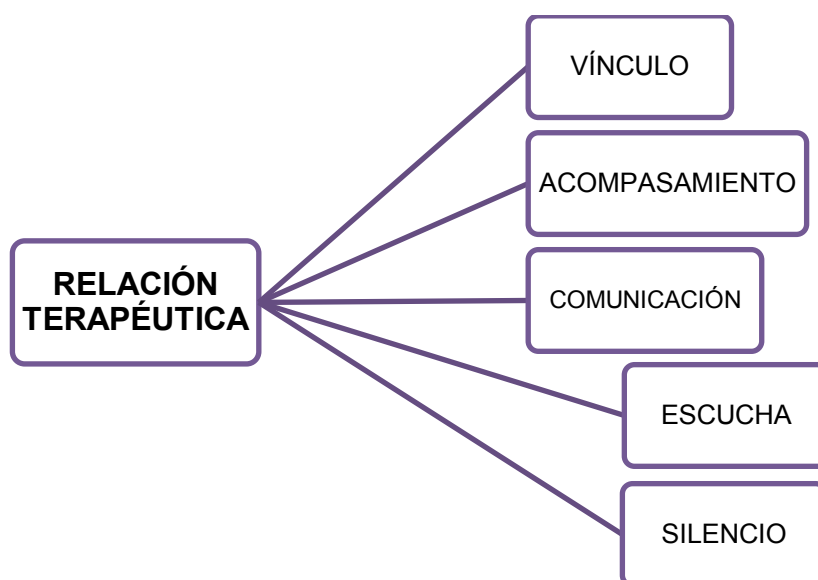 VÍNCULO
ACOMPASAMIENTO
RELACIÓN
TERAPÉUTICA
COMUNICACIÓN
ESCUCHA
SILENCIO